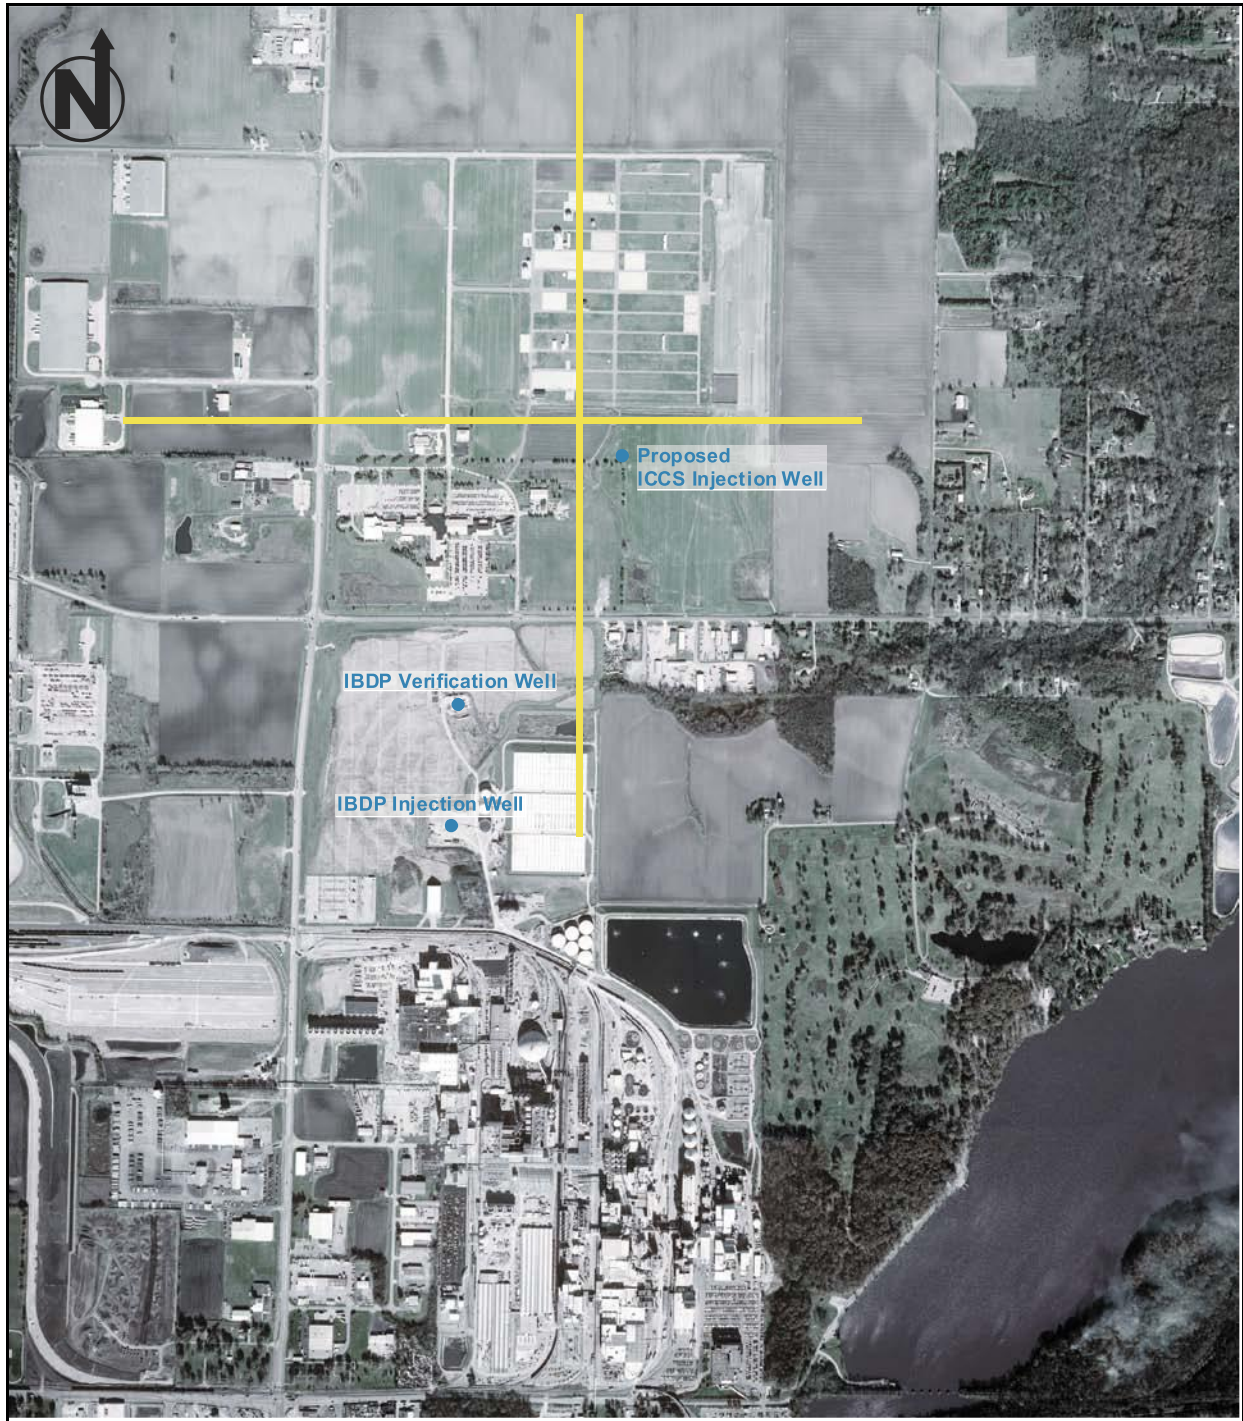 N
Proposed
ICCS Injection Well
IBDP Verification Well
IBDP Injection Well